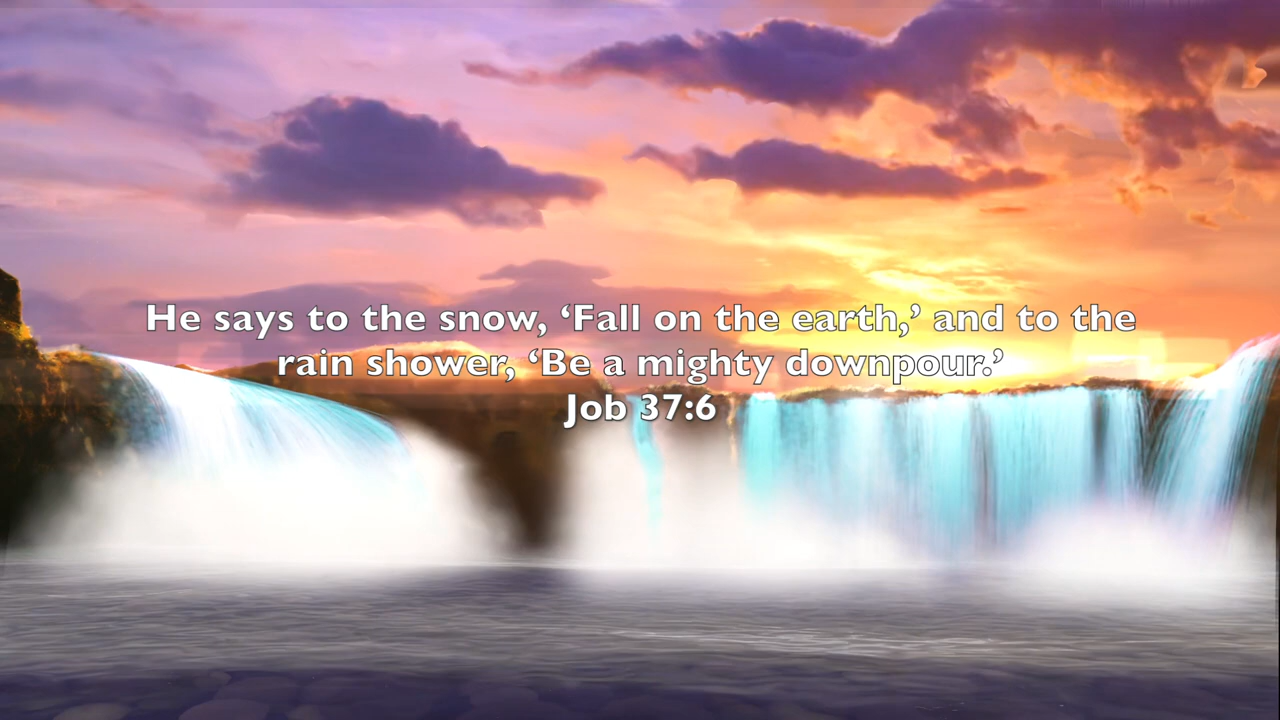 He says to the snow, ‘Fall on the earth,’ and to the
rain shower, ‘Be a mighty downpour.’
Job 37:6